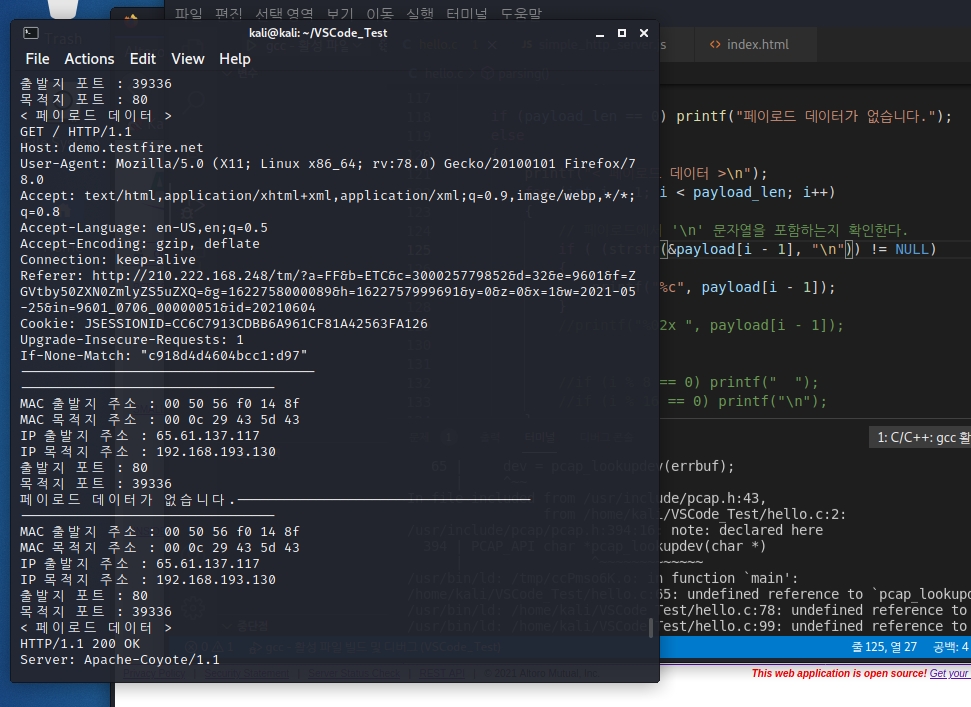 파일 편집 선택 영역 보기 이동 실행 터미널 도움말
Trash
kali@kali: ~/VSCode_Test
File Actions Edit View Help
출발지 포트 : 39336
목적지 포트 : 80
< 페이로드 데이터 >
GET / HTTP/1.1
Host: demo.testfire.net
User-Agent: Mozilla/5.0 (X11; Linux x86_64; rv:78.0) Gecko/20100101 Firefox/7
8.0
Accept: text/html,application/xhtml+xml,application/xml;q=0.9,image/webp,*/*;
q=0.8
Accept-Language: en-US,en;q=0.5
Accept-Encoding: gzip, deflate
Connection: keep-alive
Referer: http://210.222.168.248/tm/?a=FF&b=ETC&c=300025779852&d=32&e=9601&f=Z
GVtby50ZXN0ZmlyZS5uZXQ=&g=1622758000089&h=1622757999691&y=0&z=0&x=1&w=2021-05
-25&in=9601_0706_00000051&id=20210604
Cookie: JSESSIONID=CC6C7913CDBB6A961CF81A42563FA126
Upgrade-Insecure-Requests: 1
If-None-Match: "c918d4d4604bcc1:d97"
MAC 출발지 주소 : 00 50 56 f0 14 8f
MAC 목적지 주소 : 00 0c 29 43 5d 43
IP 출발지 주소 : 65.61.137.117
IP 목적지 주소 : 192.168.193.130
출발지 포트 : 80
목적지 포트 : 39336
페이로드 데이터가 없습니다.
MAC 출발지 주소 : 00 50 56 f0 14 8f
MAC 목적지 주소 : 00 0c 29 43 5d 43
IP 출발지 주소 : 65.61.137.117
IP 목적지 주소 : 192.168.193.130
출발지 포트 : 80
목적지 포트 : 39336
< 페이로드 데이터 >
HTTP/1.1 200 OK
Server: Apache-Coyote/1.1
s <> index.html
if (payload_len == 0) printf("페이로드 데이터가 없습니다.");
else
데이터 >\n");
i < payload_len; i++)
'\n' 문자열을 포함하는지 확인한다.
125 if ( (strstr(&payload[i - 1], "\n")) != NULL)
%c", payload[i - 1]);
2x ", payload[i - 1]);
== 0) printf("  ");
== 0) printf("\n");
1: C/C++: gcc 활
65 | dev = pcap_lookupdev(errbuf);
from /usr/include/pcap.h:43,
from /home/kali/VSCode_Test/hello.c:2:
/usr/include/pcap/pcap.h:394:16: note: declared here
394 | PCAP_API char *pcap_lookupdev(char *)
~~~~~~
in function `main':
/home/kali/VSCode_Test/hello.c:65: undefined reference to `pcap_lookupd
Test/hello.c:78: undefined reference to
Test/hello.c:99: undefined reference to
줄 125, 열 27 공백: 4
This web application is open source! Get your